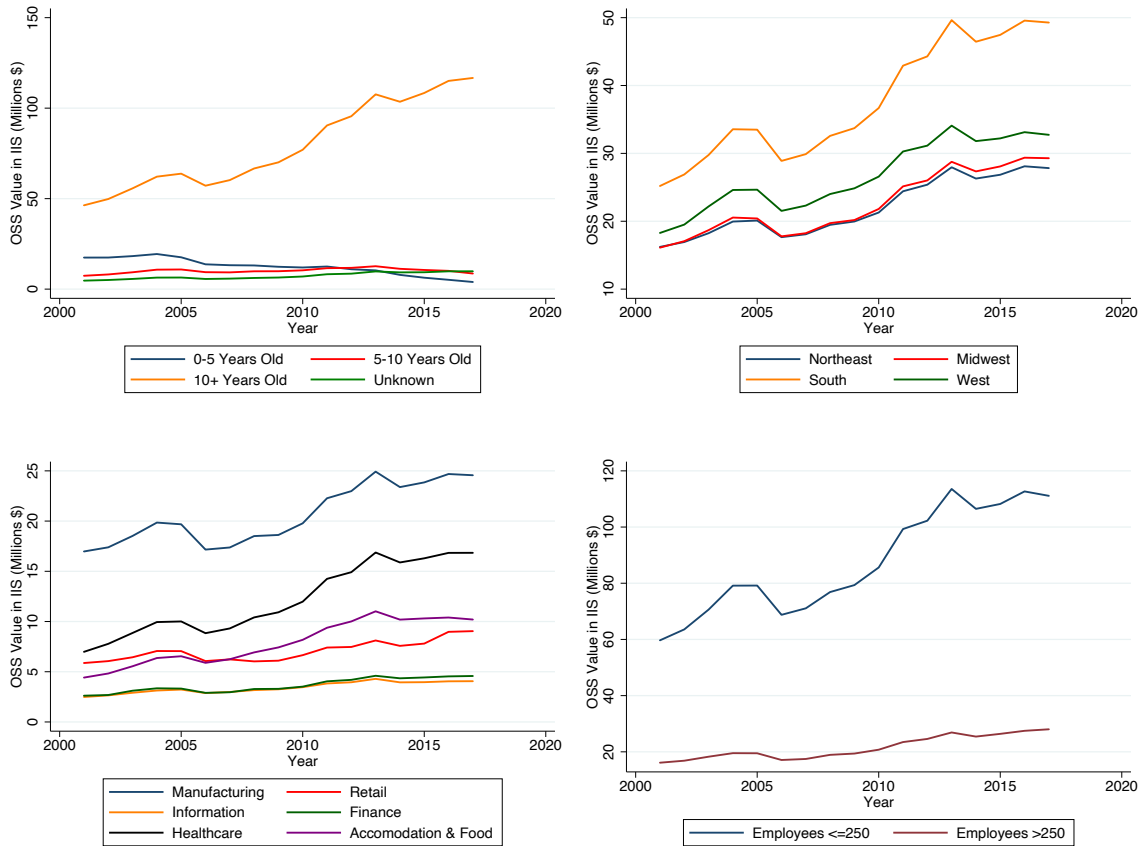 OSS Value in IIS (Millions $)
150
100
50
0
2000 2005 2010 2015 2020
Year
0-5 Years Old 5-10 Years Old
10+ Years Old Unknown
OSS Value in IIS (Millions $)
50
40
30
20
10
2000 2005 2010 2015 2020
Year
Northeast Midwest
South West
OSS Value in IIS (Millions $)
25
20
15
10
5
0
2000 2005 2010 2015 2020
Year
Manufacturing Retail
Information Finance
Healthcare Accomodation & Food
OSS Value in IIS (Millions $)
120
100
80
60
40
20
2000 2005 2010 2015 2020
Year
Employees <=250 Employees >250